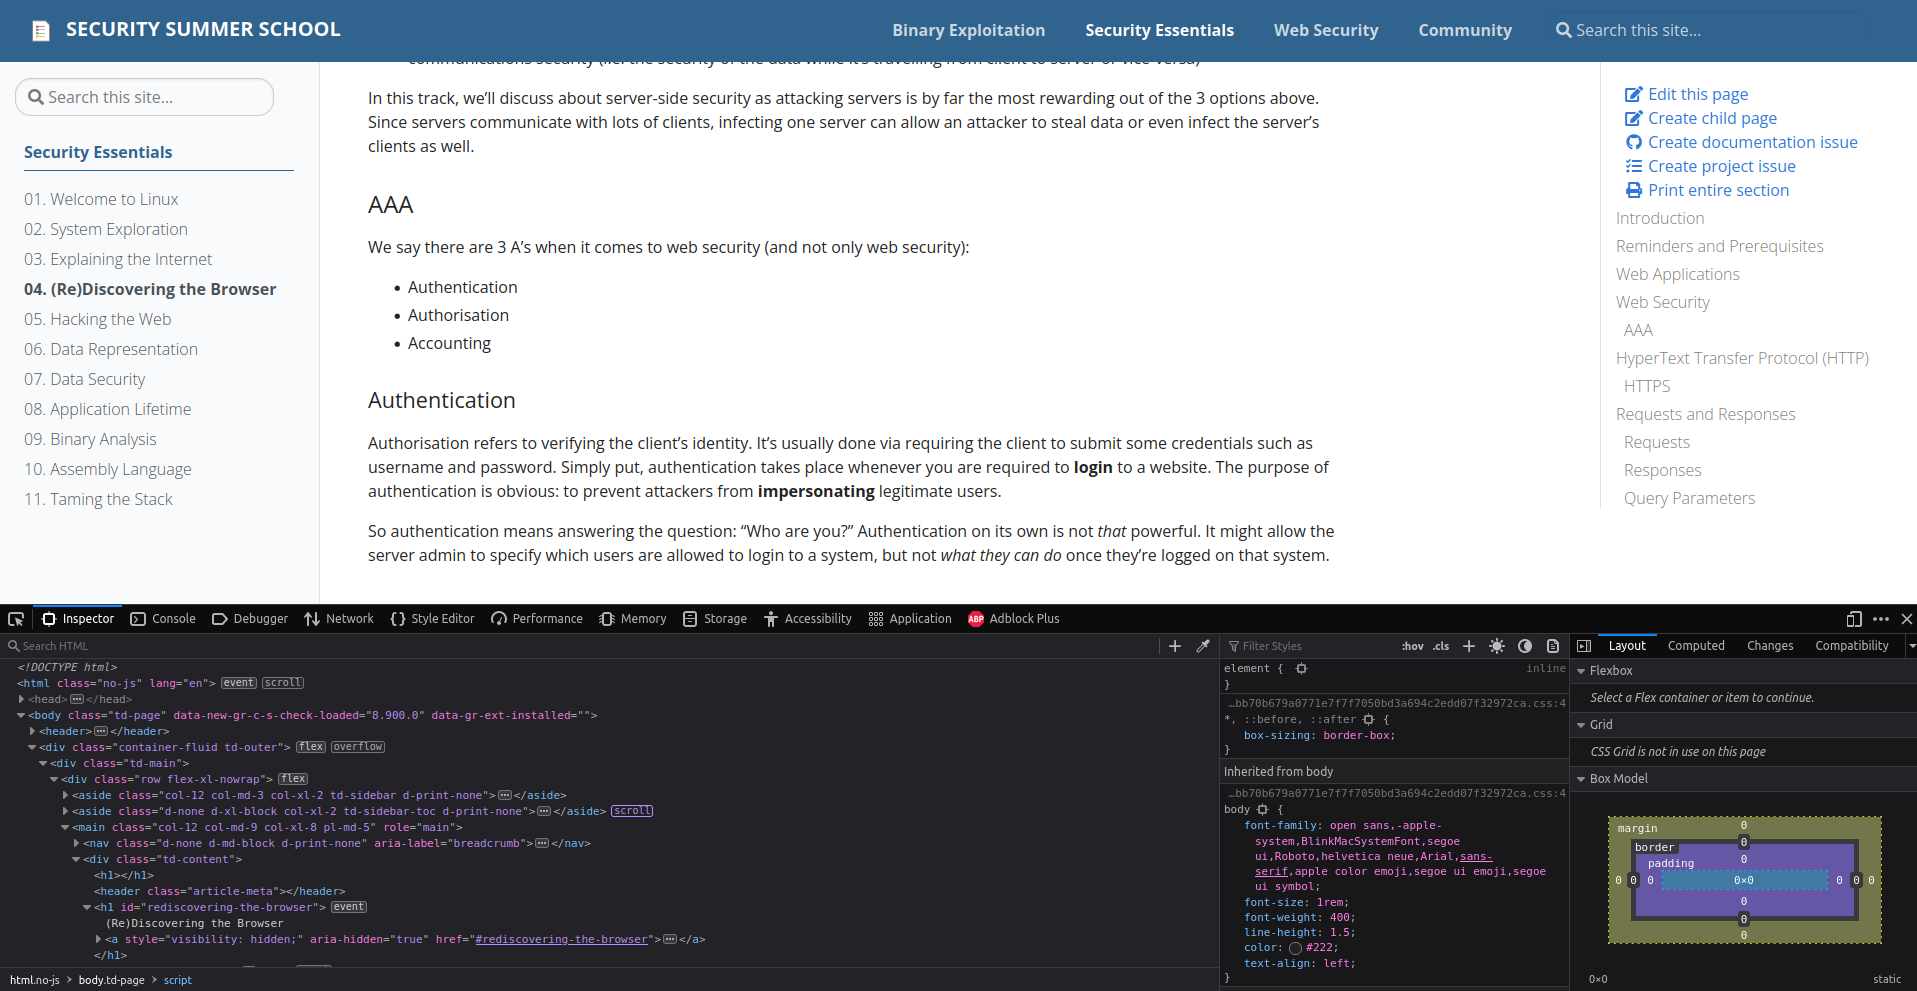 SECURITY SUMMER SCHOOL
Binary Exploitation
Security Essentials
Web Security
Community
Search this site...
Search this site...
Security Essentials
01. Welcome to Linux
02. System Exploration
03. Explaining the Internet
04. (Re)Discovering the Browser
05. Hacking the Web
06. Data Representation
07. Data Security
08. Application Lifetime
09. Binary Analysis
10. Assembly Language
11. Taming the Stack
communications security (i.e. the security of the data while it's travelling from client to server or vice-versa)
In this track, we'll discuss about server-side security as attacking servers is by far the most rewarding out of the 3 options above.
Since servers communicate with lots of clients, infecting one server can allow an attacker to steal data or even infect the server's
clients as well.
AAA
We say there are 3 A's when it comes to web security (and not only web security):
• Authentication
• Authorisation
• Accounting
Authentication
Authorisation refers to verifying the client's identity. It's usually done via requiring the client to submit some credentials such as
username and password. Simply put, authentication takes place whenever you are required to login to a website. The purpose of
authentication is obvious: to prevent attackers from impersonating legitimate users.
So authentication means answering the question: “Who are you?” Authentication on its own is not that powerful. It might allow the
server admin to specify which users are allowed to login to a system, but not what they can do once they're logged on that system.
Edit this page
Create child page
Create documentation issue
Create project issue
Print entire section
Introduction
Reminders and Prerequisites
Web Applications
Web Security
AAA
HyperText Transfer Protocol (HTTP)
HTTPS
Requests and Responses
Requests
Responses
Query Parameters
Inspector
Console
Debugger
Network
Style Editor
Performance
Memory
Storage
Accessibility
Application
ABP Adblock Plus
Search HTML
<!DOCTYPE html>
<html class="no-js" lang="en"> event scroll
<head>···</head>
<body class="td-page" data-new-gr-c-s-check-loaded="8.900.0" data-gr-ext-installed="">
<header>···</header>
<div class="container-fluid td-outer"> flex overflow
<div class="td-main">
<div class="row flex-xl-nowrap"> flex
<aside class="col-12 col-md-3 col-xl-2 td-sidebar d-print-none">···</aside>
<aside class="d-none d-xl-block col-xl-2 td-sidebar-toc d-print-none">···</aside> scroll
<main class="col-12 col-md-9 col-xl-8 pl-md-5" role="main">
<nav class="d-none d-md-block d-print-none" aria-label="breadcrumb">···</nav>
<div class="td-content">
<h1></h1>
<header class="article-meta"></header>
<h1 id="rediscovering-the-browser"> event
(Re)Discovering the Browser
<a style="visibility: hidden;" aria-hidden="true" href="#rediscovering-the-browser">···</a>
</h1>
html.no-js > body.td-page > script
Filter Styles
:hov .cls
element {
inline
}
…bb70b679a0771e7f7f7050bd3a694c2edd07f32972ca.css:4
*, ::before, ::after {
box-sizing: border-box;
}
Inherited from body
…bb70b679a0771e7f7f7050bd3a694c2edd07f32972ca.css:4
body {
font-family: open sans,-apple-
system,BlinkMacSystemFont,segoe
ui,Roboto,helvetica neue,Arial,sans-
serif,apple color emoji,segoe ui emoji,segoe
ui symbol;
font-size: 1rem;
font-weight: 400;
line-height: 1.5;
color: #222;
text-align: left;
}
Layout
Computed
Changes
Compatibility
Flexbox
Select a Flex container or item to continue.
Grid
CSS Grid is not in use on this page
Box Model
margin 0
border 0
padding 0
0 0 0 0×0 0 0 0
0
0
0
0×0
static